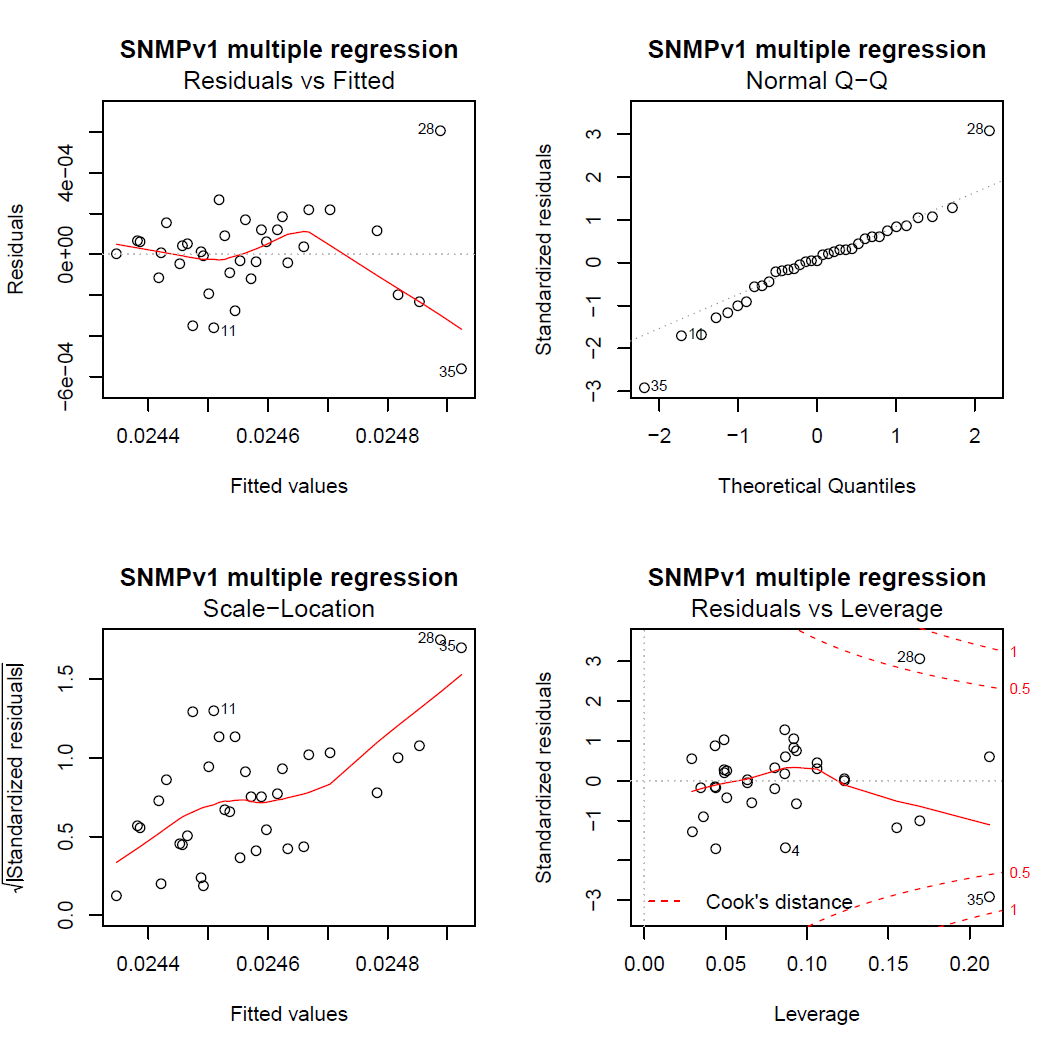 SNMPv1 multiple regression
Residuals vs Fitted
Residuals
−6e−04 0e+00 4e−04
28
11
35
0.0244 0.0246 0.0248
Fitted values
SNMPv1 multiple regression
Normal Q−Q
Standardized residuals
−3 −2 −1 0 1 2 3
28
11
35
−2 −1 0 1 2
Theoretical Quantiles
SNMPv1 multiple regression
Scale−Location
√|Standardized residuals|
0.0 0.5 1.0 1.5
28
35
11
0.0244 0.0246 0.0248
Fitted values
SNMPv1 multiple regression
Residuals vs Leverage
Standardized residuals
−3 −1 0 1 2 3
28
4
35
1
0.5
0.5
1
Cook's distance
0.00 0.05 0.10 0.15 0.20
Leverage